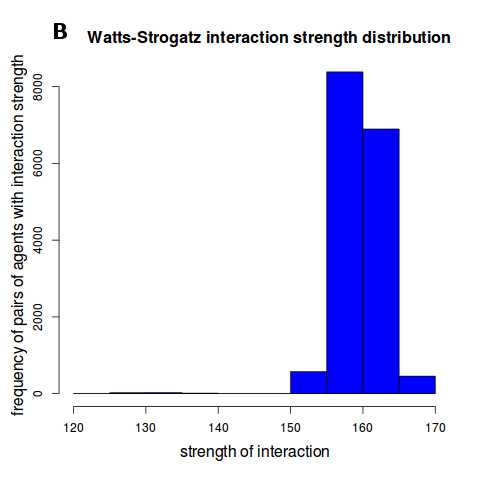 B
Watts-Strogatz interaction strength distribution
frequency of pairs of agents with interaction strength
8000
6000
4000
2000
0
120 130 140 150 160 170
strength of interaction